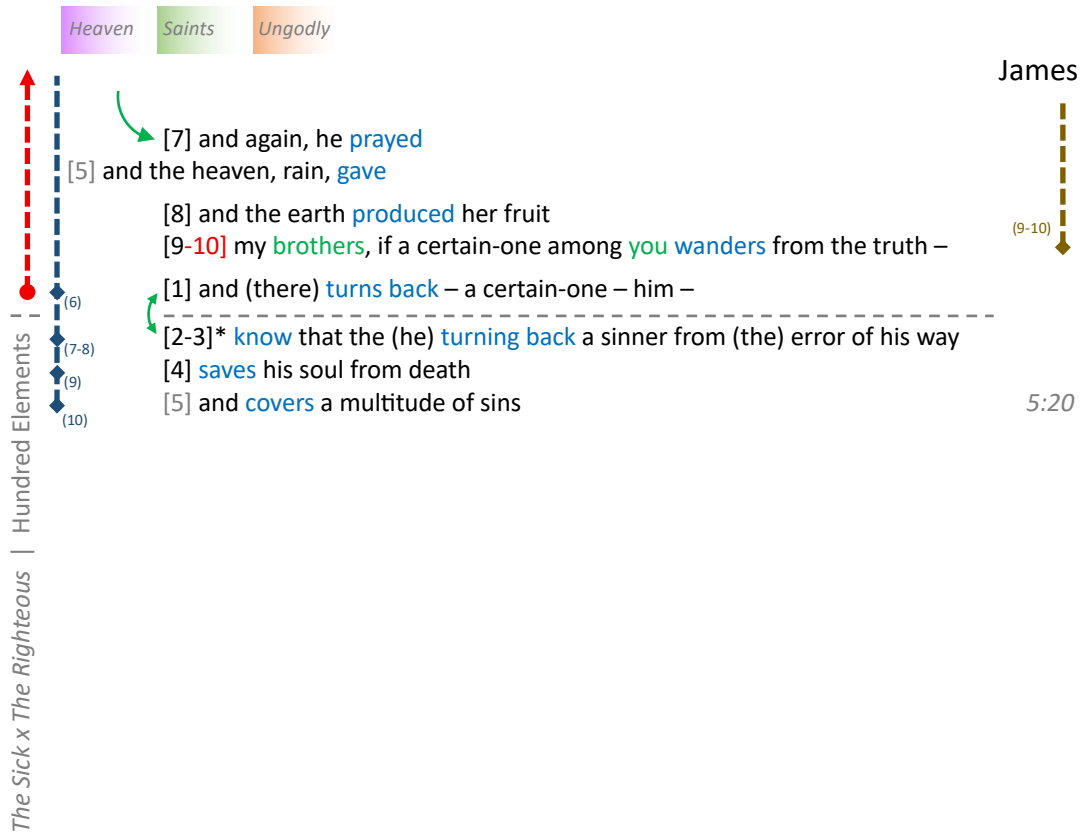 Heaven Saints Ungodly
James
[7] and again, he prayed
[5] and the heaven, rain, gave
[8] and the earth produced her fruit
(9-10)
[9-10] my brothers, if a certain-one among you wanders from the truth –
[1] and (there) turns back – a certain-one – him –
(6)
[2-3]* know that the (he) turning back a sinner from (the) error of his way
(7-8)
[4] saves his soul from death
(9)
[5] and covers a multitude of sins
5:20
(10)
The Sick x The Righteous | Hundred Elements